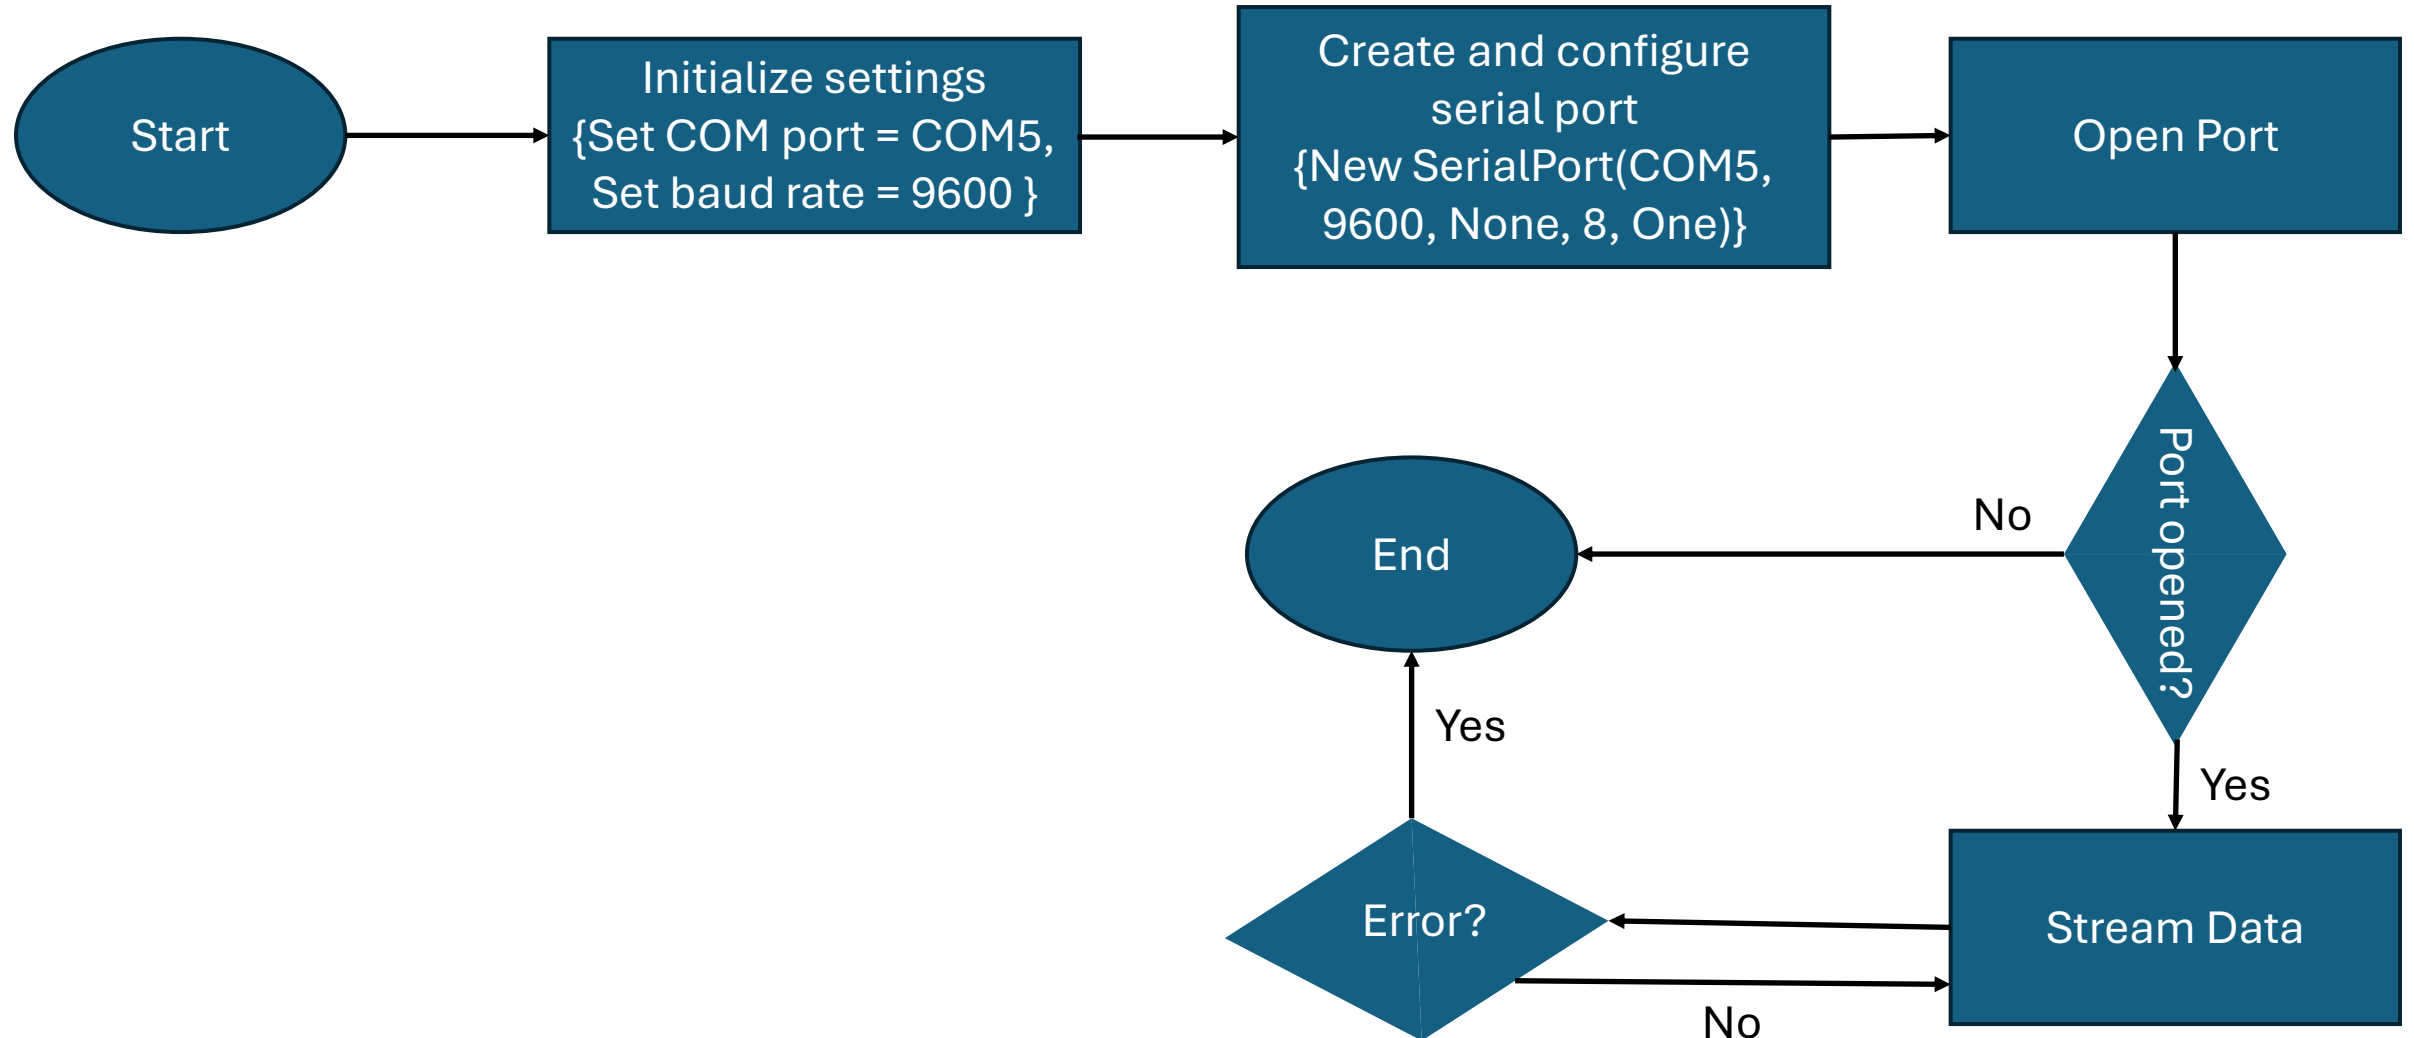 Start
Initialize settings
{Set COM port = COM5,
Set baud rate = 9600 }
Create and configure
serial port
{New SerialPort(COM5,
9600, None, 8, One)}
Open Port
Port opened?
No
End
Yes
Yes
Error?
Stream Data
No